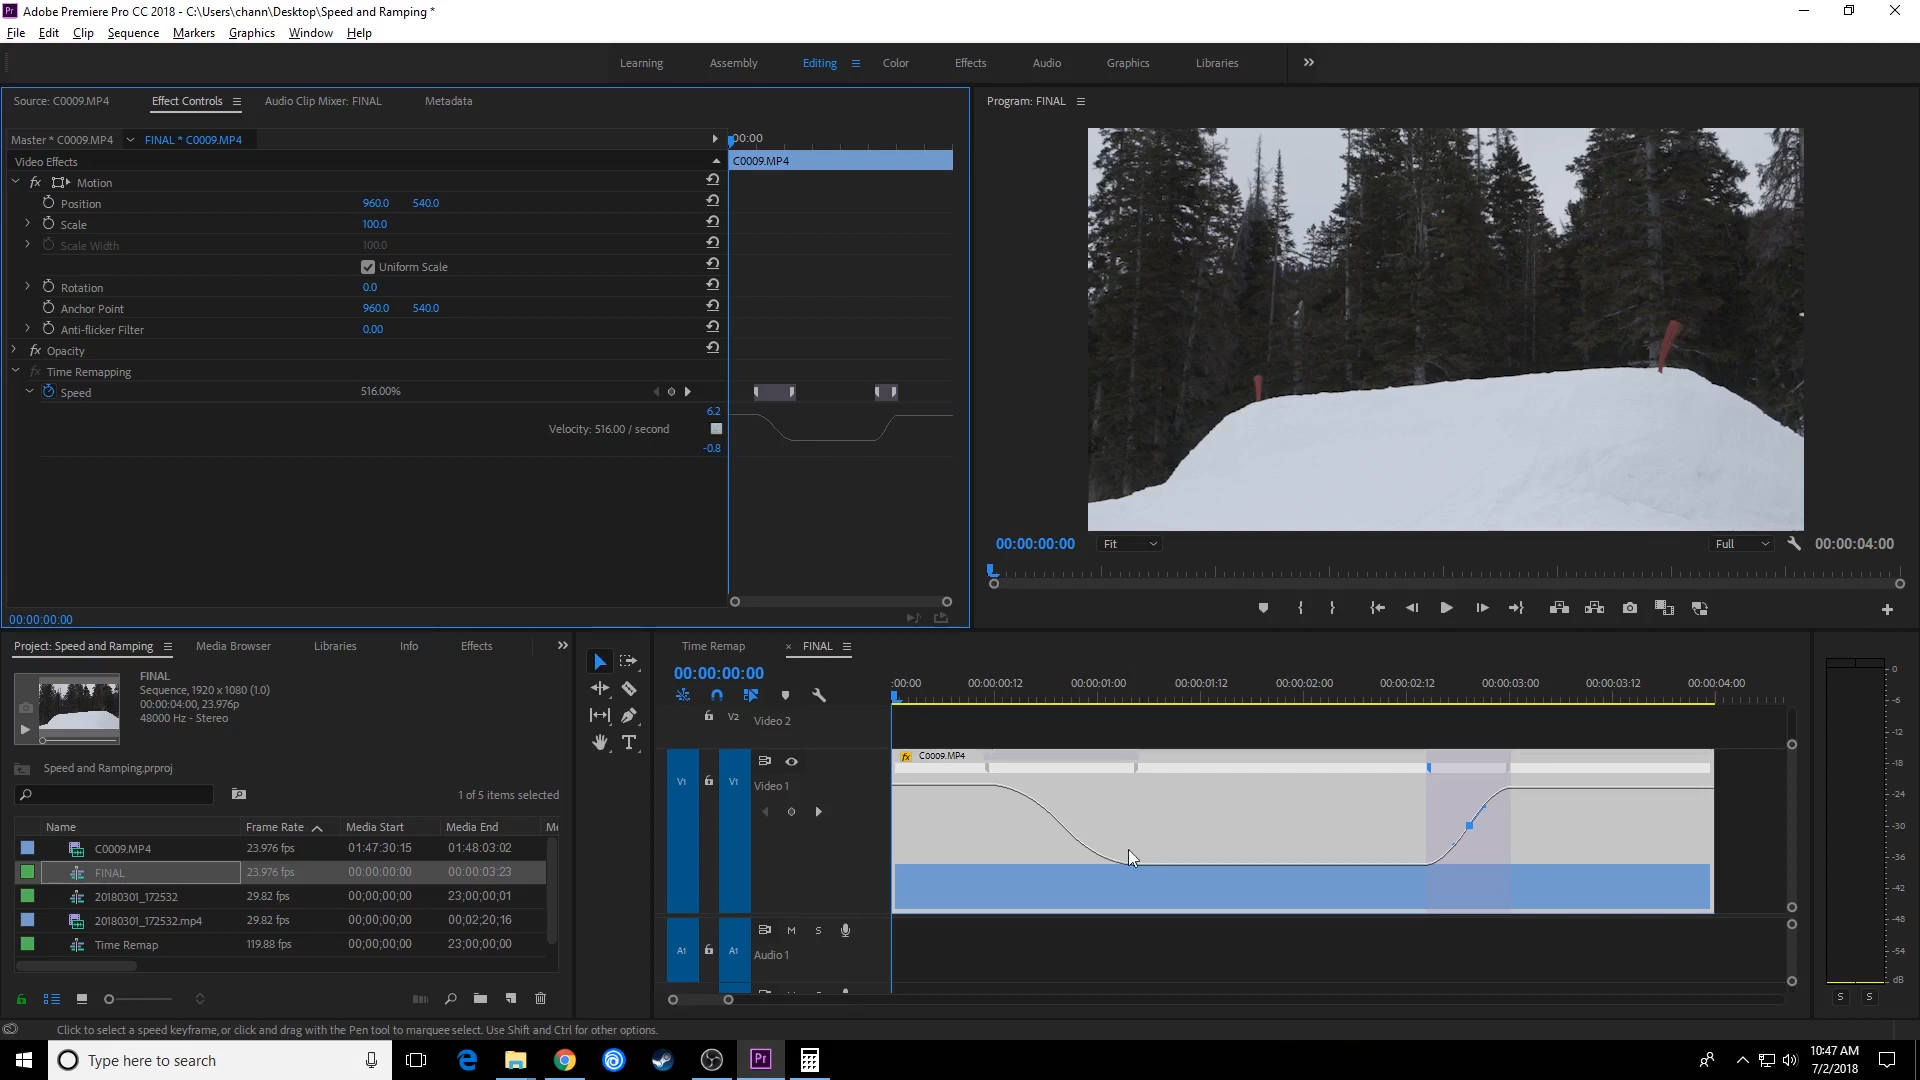 Adobe Premiere Pro CC 2018 - C:\Users\chann\Desktop\Speed and Ramping *
File Edit Clip Sequence Markers Graphics Window Help
Learning Assembly Editing Color Effects Audio Graphics Libraries
Source: C0009.MP4 Effect Controls Audio Clip Mixer: FINAL Metadata
Program: FINAL
Master * C0009.MP4 FINAL * C0009.MP4
:00:00
Video Effects
C0009.MP4
fx Motion
Position 960.0 540.0
Scale 100.0
Scale Width 100.0
Uniform Scale
Rotation 0.0
Anchor Point 960.0 540.0
Anti-flicker Filter 0.00
fx Opacity
fx Time Remapping
Speed 516.00%
6.2
Velocity: 516.00 / second
-0.8
00:00:00:00
00:00:00:00 Fit Full 00:00:04:00
Project: Speed and Ramping Media Browser Libraries Info Effects
FINAL
Sequence, 1920 x 1080 (1.0)
00:00:04:00, 23.976p
48000 Hz - Stereo
Speed and Ramping.prproj
1 of 5 items selected
Name Frame Rate Media Start Media End Me
C0009.MP4 23.976 fps 01:47:30:15 01:48:03:02
FINAL 23.976 fps 00:00:00:00 00:00:03:23
20180301_172532 29.82 fps 00;00;00;00 23;00;00;01
20180301_172532.mp4 29.82 fps 00;00;00;00 00;02;20;16
Time Remap 119.88 fps 00;00;00;00 23;00;00;00
Time Remap × FINAL
00:00:00:00
:00:00 00:00:00:12 00:00:01:00 00:00:01:12 00:00:02:00 00:00:02:12 00:00:03:00 00:00:03:12 00:00:04:00
V2 Video 2
fx C0009.MP4
V1 V1 Video 1
M S
A1 A1 Audio 1
0
-6
-12
-18
-24
-30
-36
-42
-48
-54
dB
S S
Click to select a speed keyframe, or click and drag with the Pen tool to marquee select. Use Shift and Ctrl for other options.
Type here to search
Pr
10:47 AM
7/2/2018